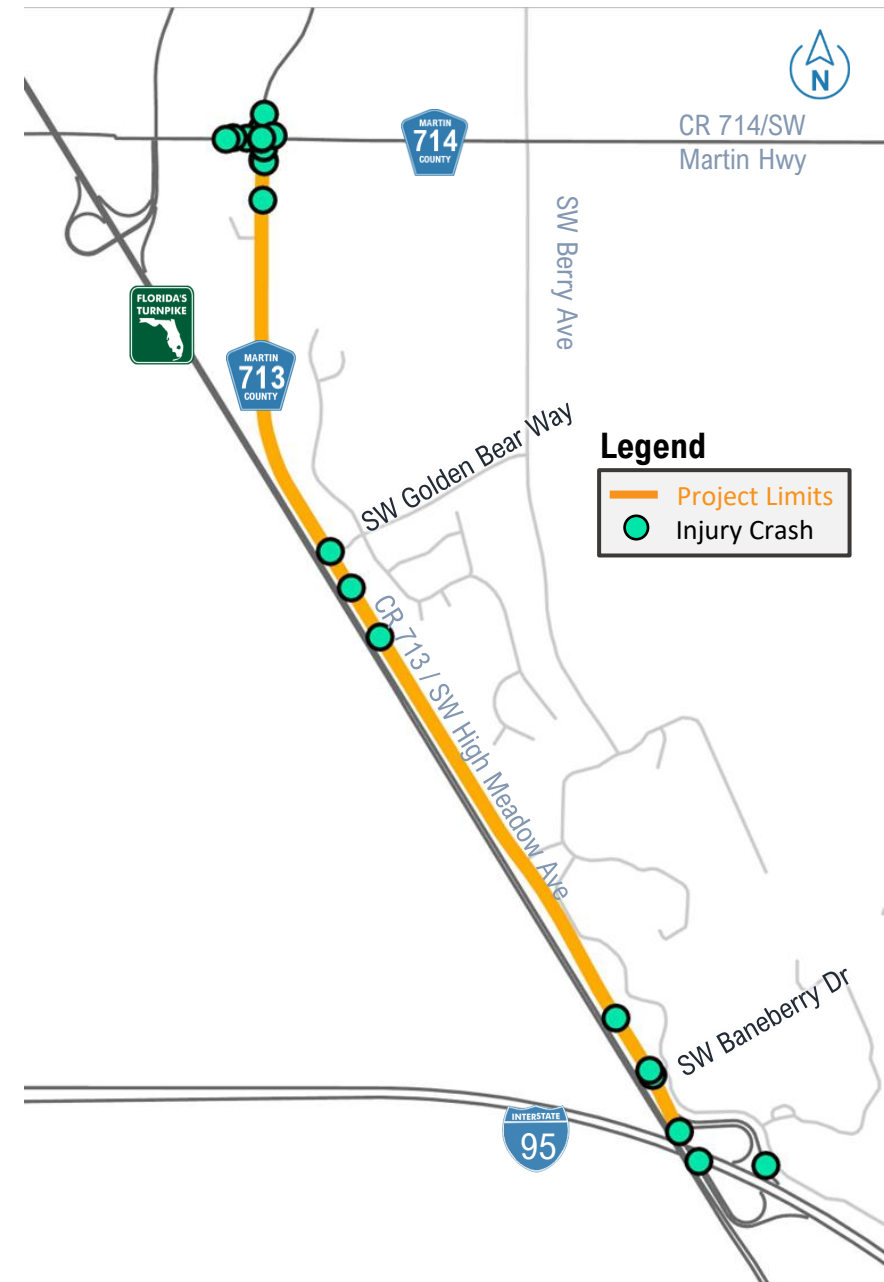 N
CR 714/SW
Martin Hwy
MARTIN
714
COUNTY
SW Berry Ave
FLORIDA'S
TURNPIKE
MARTIN
713
COUNTY
SW Golden Bear Way
Legend
Project Limits
Injury Crash
CR 713 / SW High Meadow Ave
SW Baneberry Dr
INTERSTATE
95